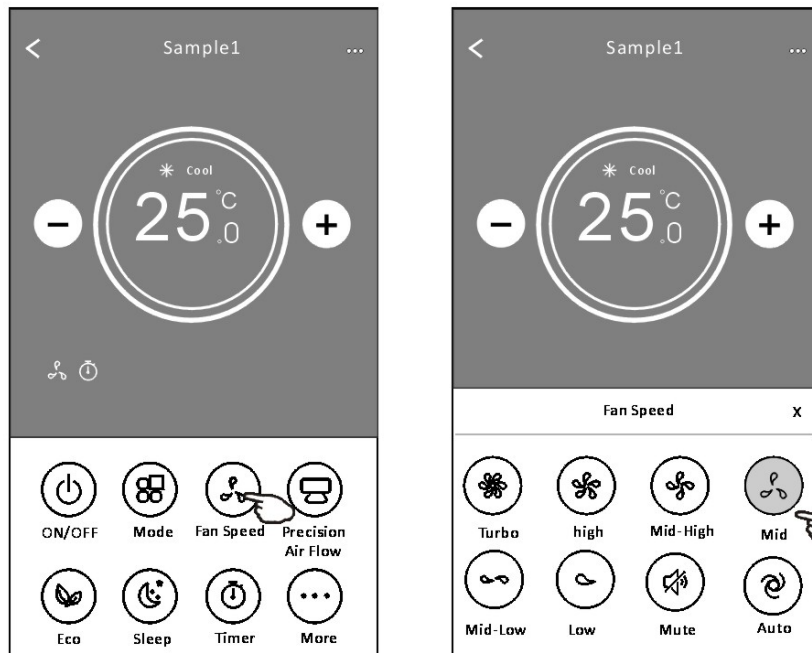 Sample1
...
Cool
25.0 °C
ON/OFF
Mode
Fan Speed
Precision
Air Flow
Eco
Sleep
Timer
More
Sample1
...
Cool
25.0 °C
Fan Speed
X
Turbo
high
Mid-High
Mid
Mid-Low
Low
Mute
Auto